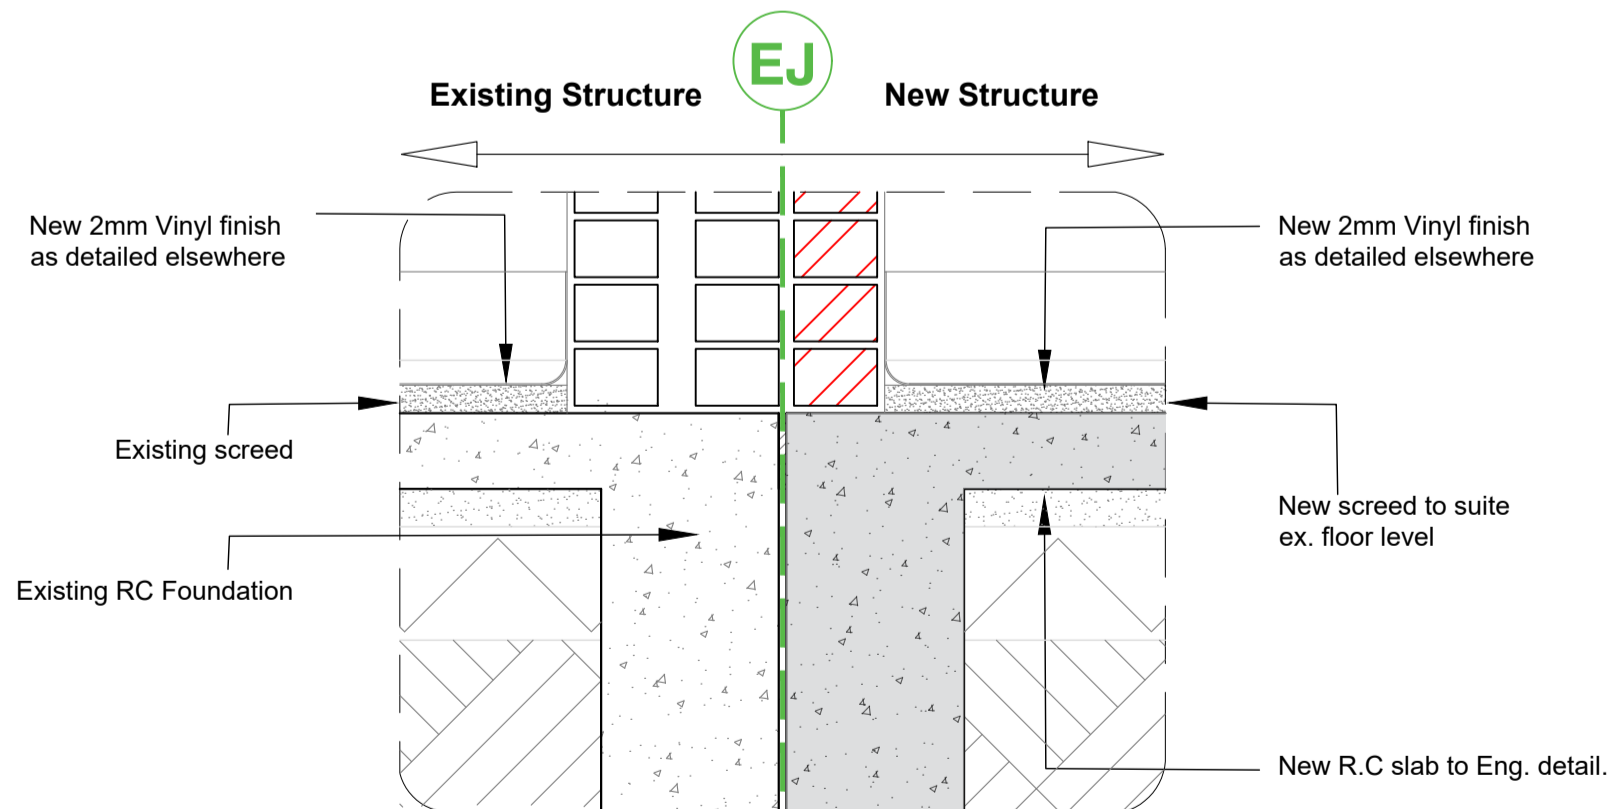 EJ
Existing Structure
New Structure
New 2mm Vinyl finish
as detailed elsewhere
New 2mm Vinyl finish
as detailed elsewhere
Existing screed
New screed to suite
ex. floor level
Existing RC Foundation
New R.C slab to Eng. detail.